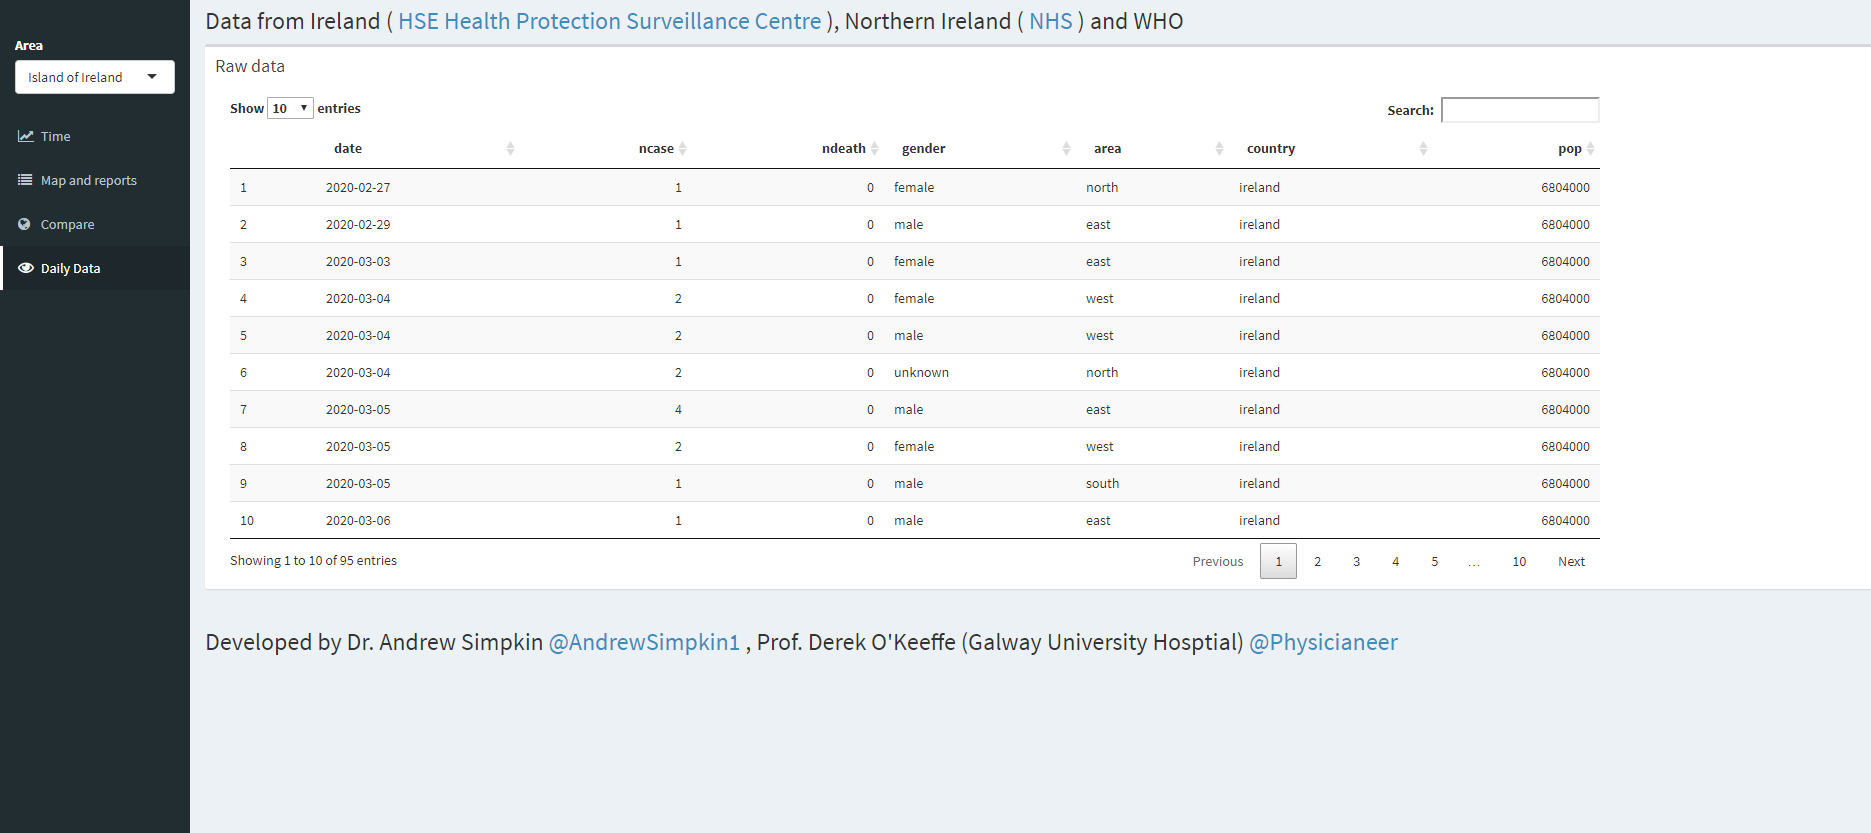 Data from Ireland ( HSE Health Protection Surveillance Centre ), Northern Ireland ( NHS ) and WHO
Area
Island of Ireland
Time
Map and reports
Compare
Daily Data
Raw data
Show 10 entries
Search:
date ncase ndeath gender area country pop
1 2020-02-27 1 0 female north ireland 6804000
2 2020-02-29 1 0 male east ireland 6804000
3 2020-03-03 1 0 female east ireland 6804000
4 2020-03-04 2 0 female west ireland 6804000
5 2020-03-04 2 0 male west ireland 6804000
6 2020-03-04 2 0 unknown north ireland 6804000
7 2020-03-05 4 0 male east ireland 6804000
8 2020-03-05 2 0 female west ireland 6804000
9 2020-03-05 1 0 male south ireland 6804000
10 2020-03-06 1 0 male east ireland 6804000
Showing 1 to 10 of 95 entries
Previous 1 2 3 4 5 … 10 Next
Developed by Dr. Andrew Simpkin @AndrewSimpkin1 , Prof. Derek O'Keeffe (Galway University Hosptial) @Physicianeer